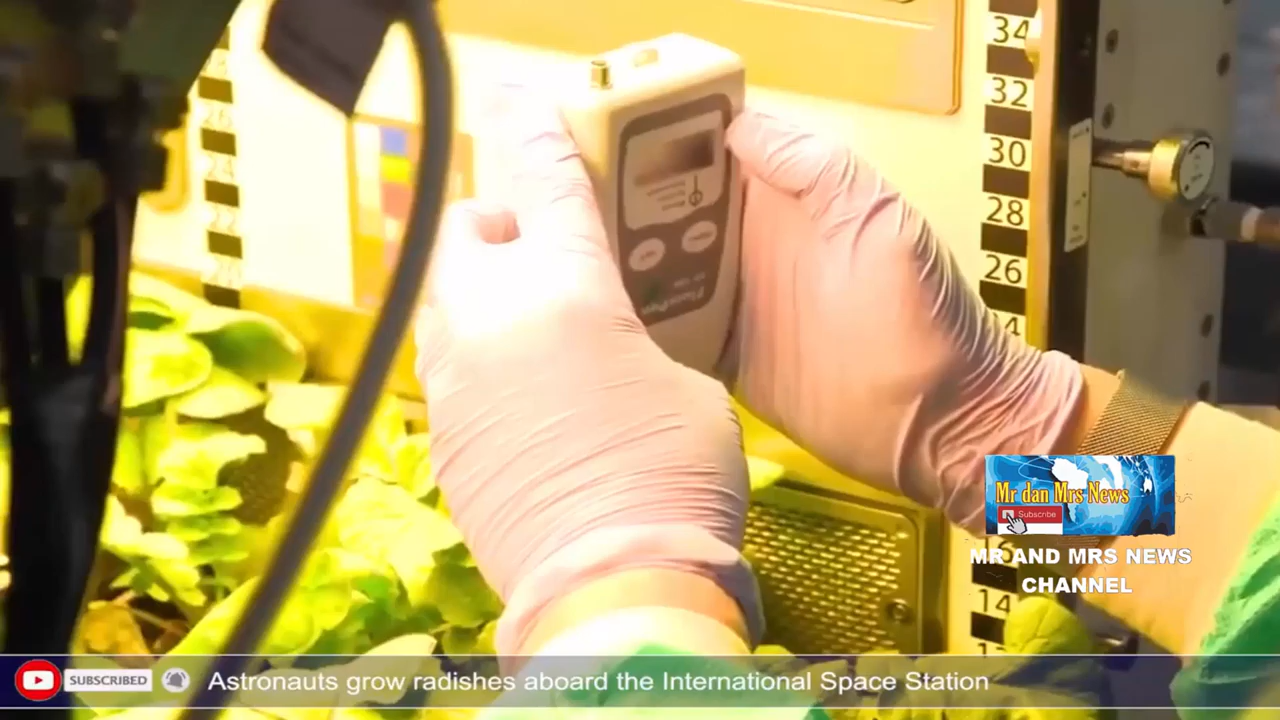 34
32
30
28
26
14
FluorPen
Mr dan Mrs News
Subscribe
MR AND MRS NEWS
CHANNEL
SUBSCRIBED
Astronauts grow radishes aboard the International Space Station